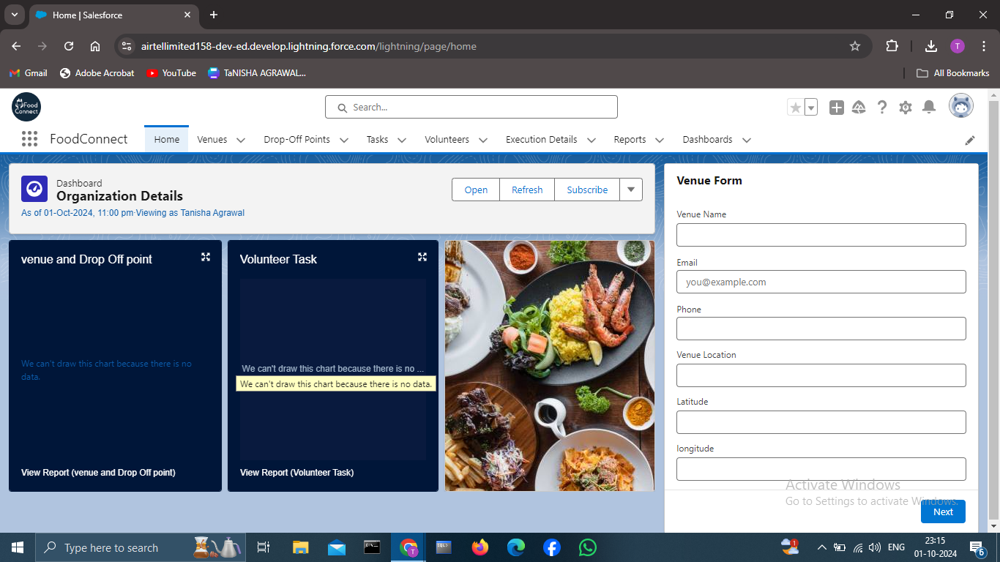 Home | Salesforce
airtellimited158-dev-ed.develop.lightning.force.com/lightning/page/home
T
Gmail
Adobe Acrobat
YouTube
TaNISHA AGRAWAL...
All Bookmarks
Food
Connect
Search...
FoodConnect
Home
Venues
Drop-Off Points
Tasks
Volunteers
Execution Details
Reports
Dashboards
Dashboard
Organization Details
As of 01-Oct-2024, 11:00 pm·Viewing as Tanisha Agrawal
Open
Refresh
Subscribe
venue and Drop Off point
We can't draw this chart because there is no
data.
View Report (venue and Drop Off point)
Volunteer Task
We can't draw this chart because there is no ...
We can't draw this chart because there is no data.
View Report (Volunteer Task)
Venue Form
Venue Name
Email
you@example.com
Phone
Venue Location
Latitude
longitude
Activate Windows
Go to Settings to activate Windows.
Next
Type here to search
T
1
ENG
23:15
01-10-2024
6